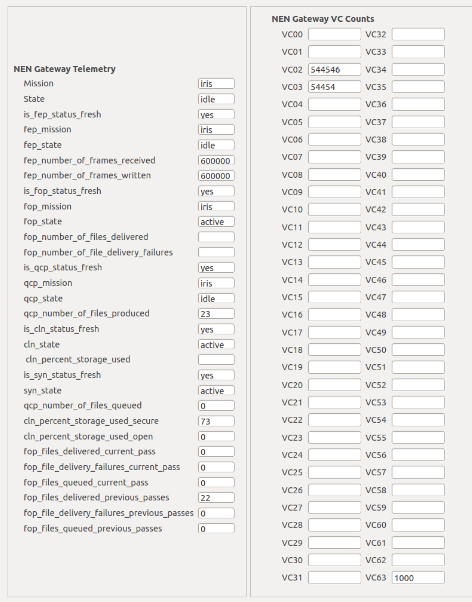 NEN Gateway Telemetry
Mission iris
State idle
is_fep_status_fresh yes
fep_mission iris
fep_state idle
fep_number_of_frames_received 600000
fep_number_of_frames_written 600000
is_fop_status_fresh yes
fop_mission iris
fop_state active
fop_number_of_files_delivered
fop_number_of_file_delivery_failures
is_qcp_status_fresh yes
qcp_mission iris
qcp_state idle
qcp_number_of_files_produced 23
is_cln_status_fresh yes
cln_state active
cln_percent_storage_used
is_syn_status_fresh yes
syn_state active
qcp_number_of_files_queued 0
cln_percent_storage_used_secure 73
cln_percent_storage_used_open 0
fop_files_delivered_current_pass 0
fop_file_delivery_failures_current_pass 0
fop_files_queued_current_pass 0
fop_files_delivered_previous_passes 22
fop_file_delivery_failures_previous_passes 0
fop_files_queued_previous_passes 0
NEN Gateway VC Counts
VC00 VC32
VC01 VC33
VC02 544546 VC34
VC03 54454 VC35
VC04 VC36
VC05 VC37
VC06 VC38
VC07 VC39
VC08 VC40
VC09 VC41
VC10 VC42
VC11 VC43
VC12 VC44
VC13 VC45
VC14 VC46
VC15 VC47
VC16 VC48
VC17 VC49
VC18 VC50
VC19 VC51
VC20 VC52
VC21 VC53
VC22 VC54
VC23 VC55
VC24 VC56
VC25 VC57
VC26 VC58
VC27 VC59
VC28 VC60
VC29 VC61
VC30 VC62
VC31 VC63 1000